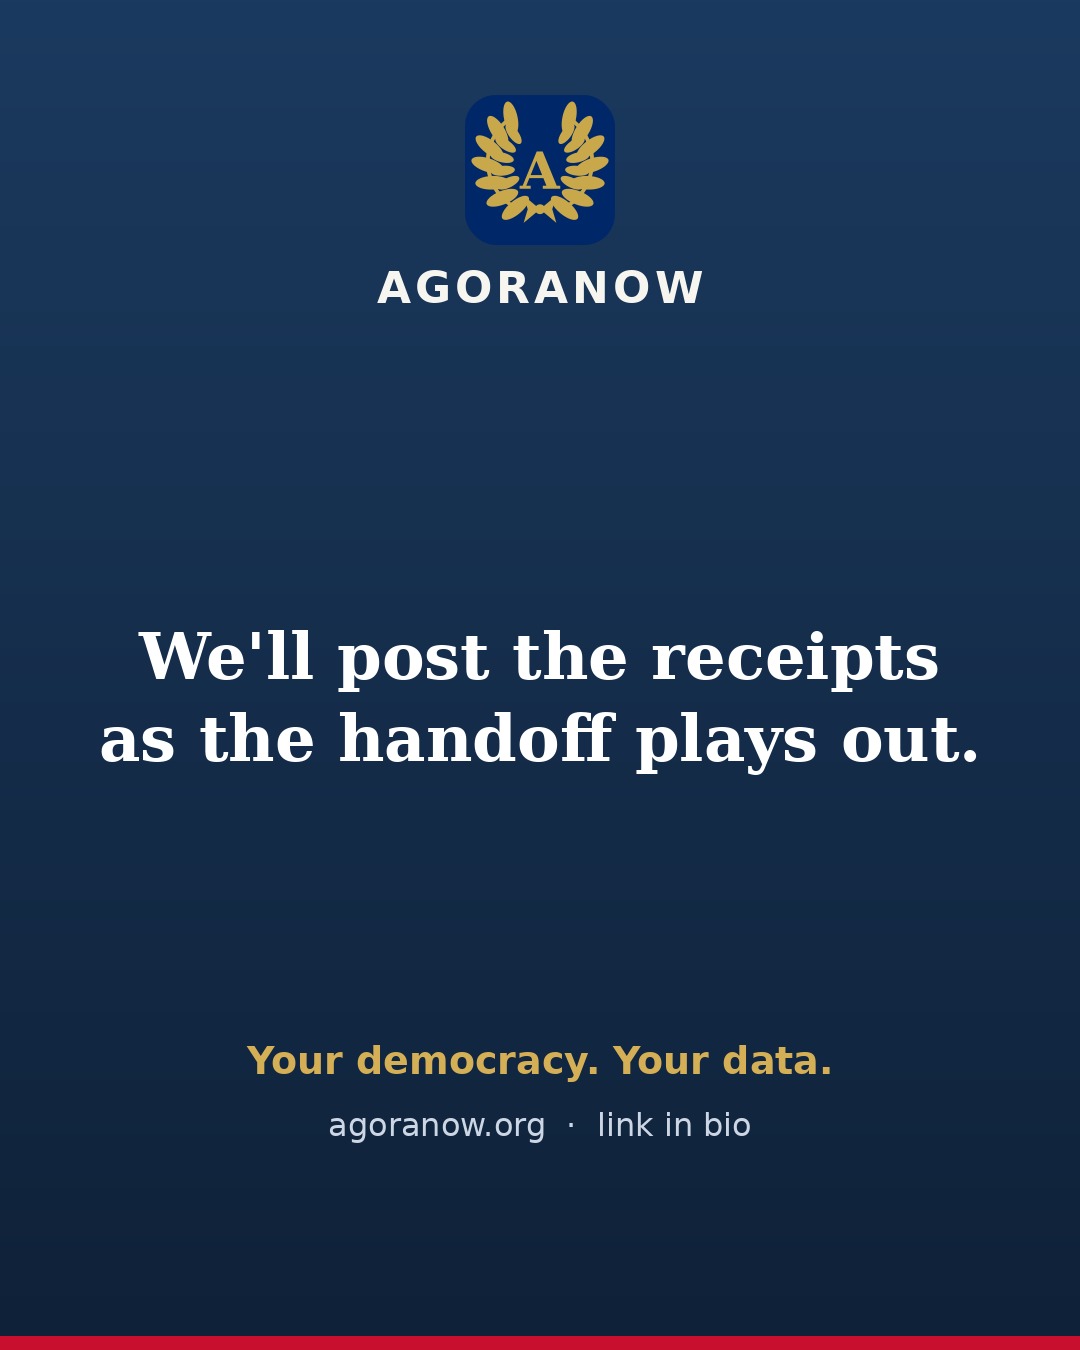 A
AGORANOW
We'll post the receipts
as the handoff plays out.
Your democracy. Your data.
agoranow.org · link in bio